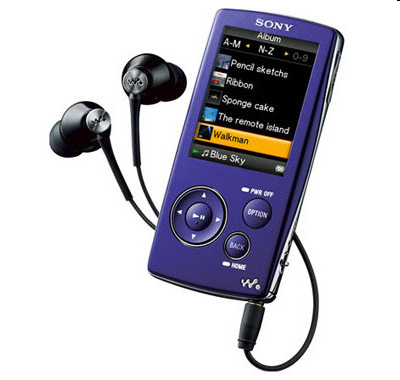 SONY
Album
A-M N-Z 0-9
Pencil sketchs
Ribbon
Sponge cake
The remote island
Walkman
Blue Sky
PWR OFF
OPTION
BACK
HOME